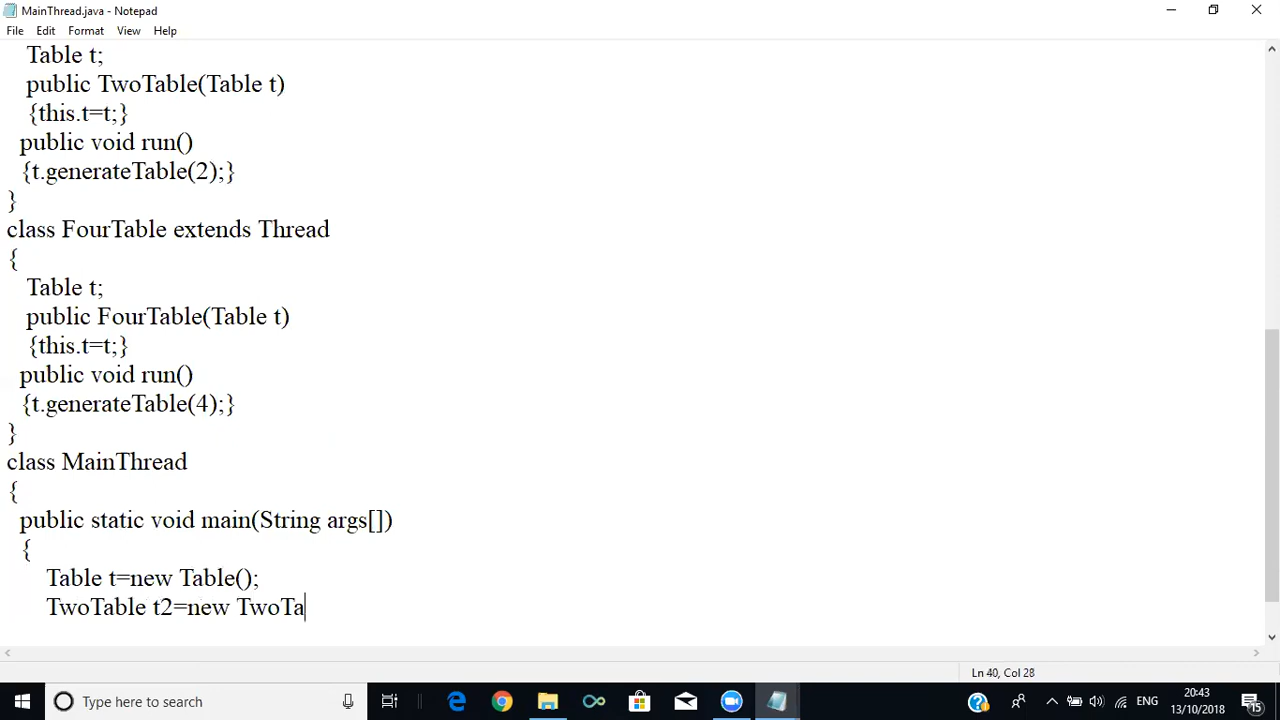 MainThread.java - Notepad
File Edit Format View Help
Table t;
public TwoTable(Table t)
{this.t=t;}
public void run()
{t.generateTable(2);}
}
class FourTable extends Thread
{
Table t;
public FourTable(Table t)
{this.t=t;}
public void run()
{t.generateTable(4);}
}
class MainThread
{
public static void main(String args[])
{
Table t=new Table();
TwoTable t2=new TwoTa
Ln 40, Col 28
Type here to search
ENG
20:43
13/10/2018
15